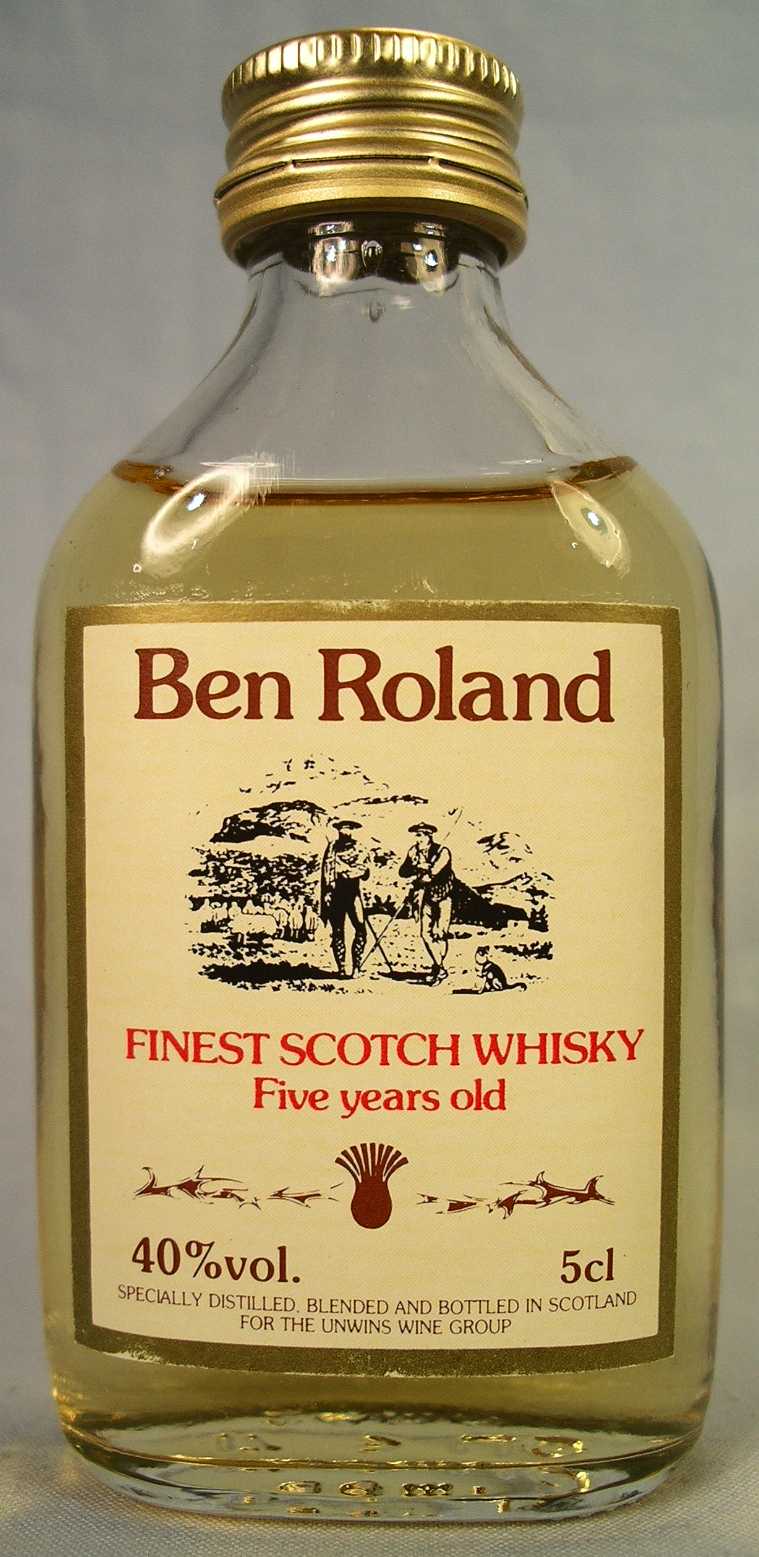 Ben Roland
FINEST SCOTCH WHISKY
Five years old
40%vol. 5cl
SPECIALLY DISTILLED, BLENDED AND BOTTLED IN SCOTLAND
FOR THE UNWINS WINE GROUP